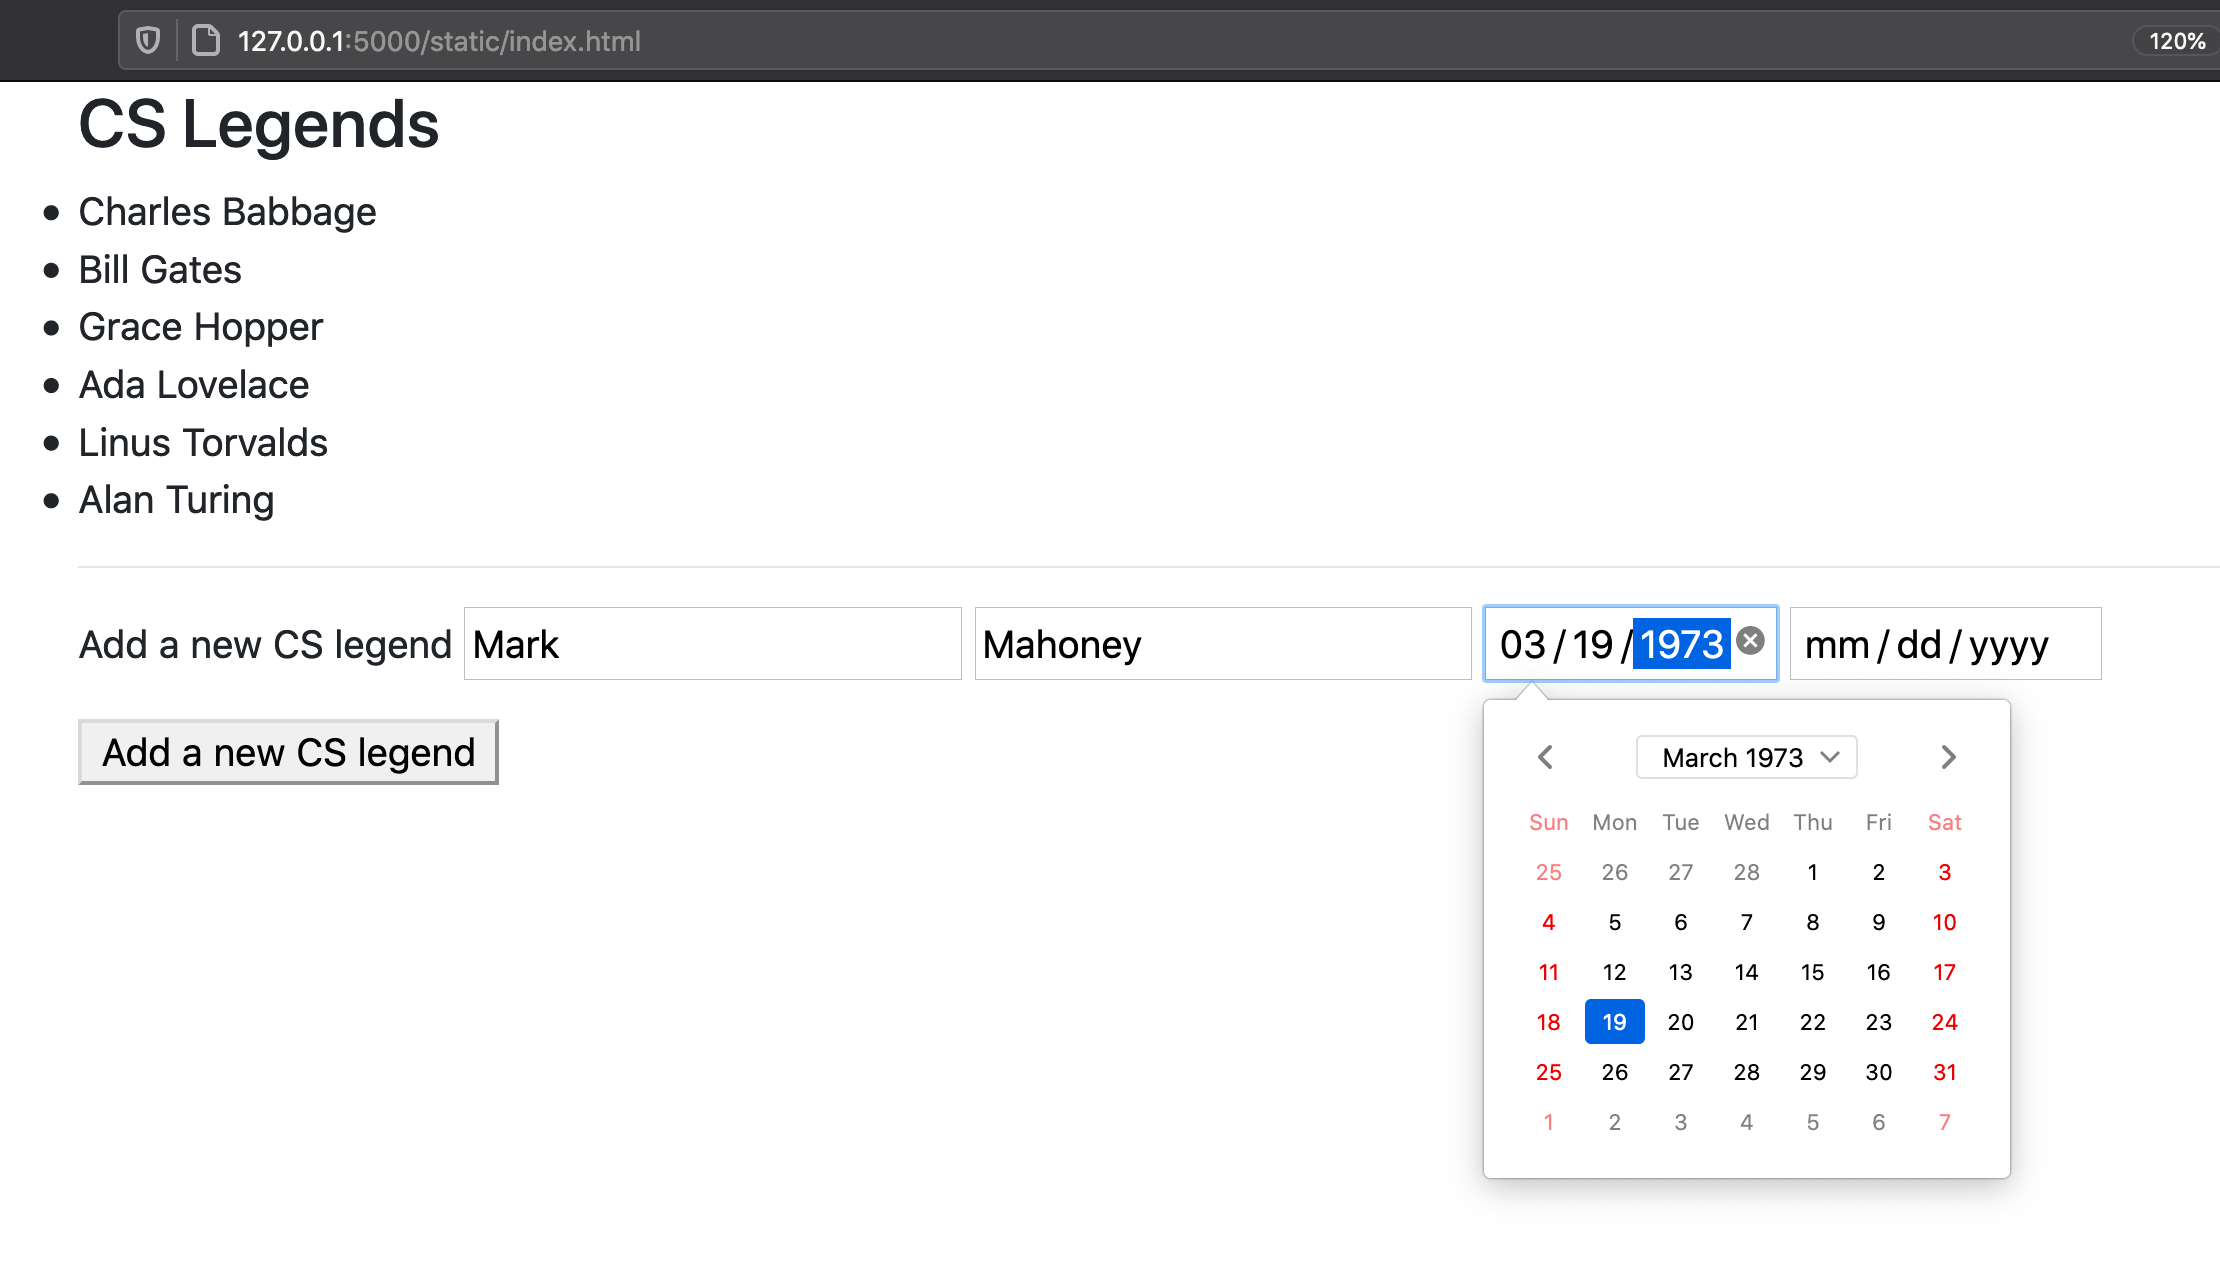 127.0.0.1:5000/static/index.html 120%
CS Legends
Charles Babbage
Bill Gates
Grace Hopper
Ada Lovelace
Linus Torvalds
Alan Turing
Add a new CS legend Mark Mahoney 03/19/1973 mm/dd/yyyy
Add a new CS legend
March 1973
Sun Mon Tue Wed Thu Fri Sat
25 26 27 28 1 2 3
4 5 6 7 8 9 10
11 12 13 14 15 16 17
18 19 20 21 22 23 24
25 26 27 28 29 30 31
1 2 3 4 5 6 7